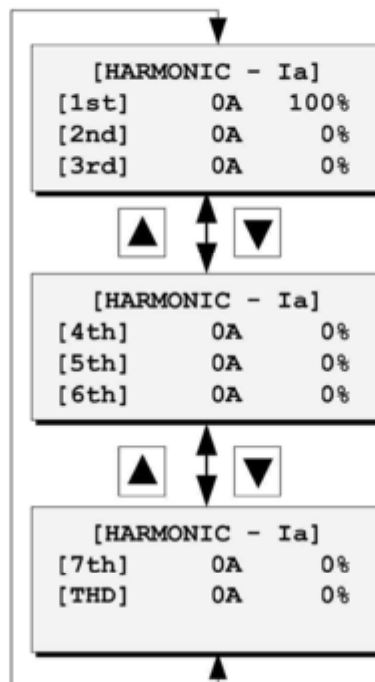 [HARMONIC - Ia]
[1st] 0A 100%
[2nd] 0A 0%
[3rd] 0A 0%
[HARMONIC - Ia]
[4th] 0A 0%
[5th] 0A 0%
[6th] 0A 0%
[HARMONIC - Ia]
[7th] 0A 0%
[THD] 0A 0%